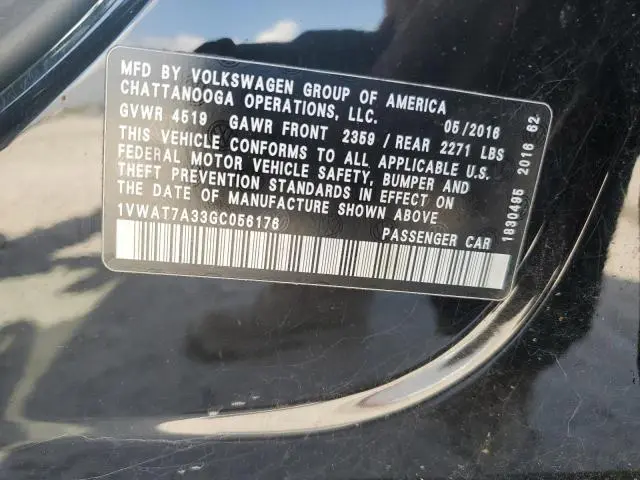 MFD BY VOLKSWAGEN GROUP OF AMERICA
CHATTANOOGA OPERATIONS, LLC. 05/2016
GVWR 4519 GAWR FRONT 2359 / REAR 2271 LBS
THIS VEHICLE CONFORMS TO ALL APPLICABLE U.S.
FEDERAL MOTOR VEHICLE SAFETY, BUMPER AND
THEFT PREVENTION STANDARDS IN EFFECT ON
THE DATE OF MANUFACTURE SHOWN ABOVE
1VWAT7A33GC056176 PASSENGER CAR
1830495 2016 62